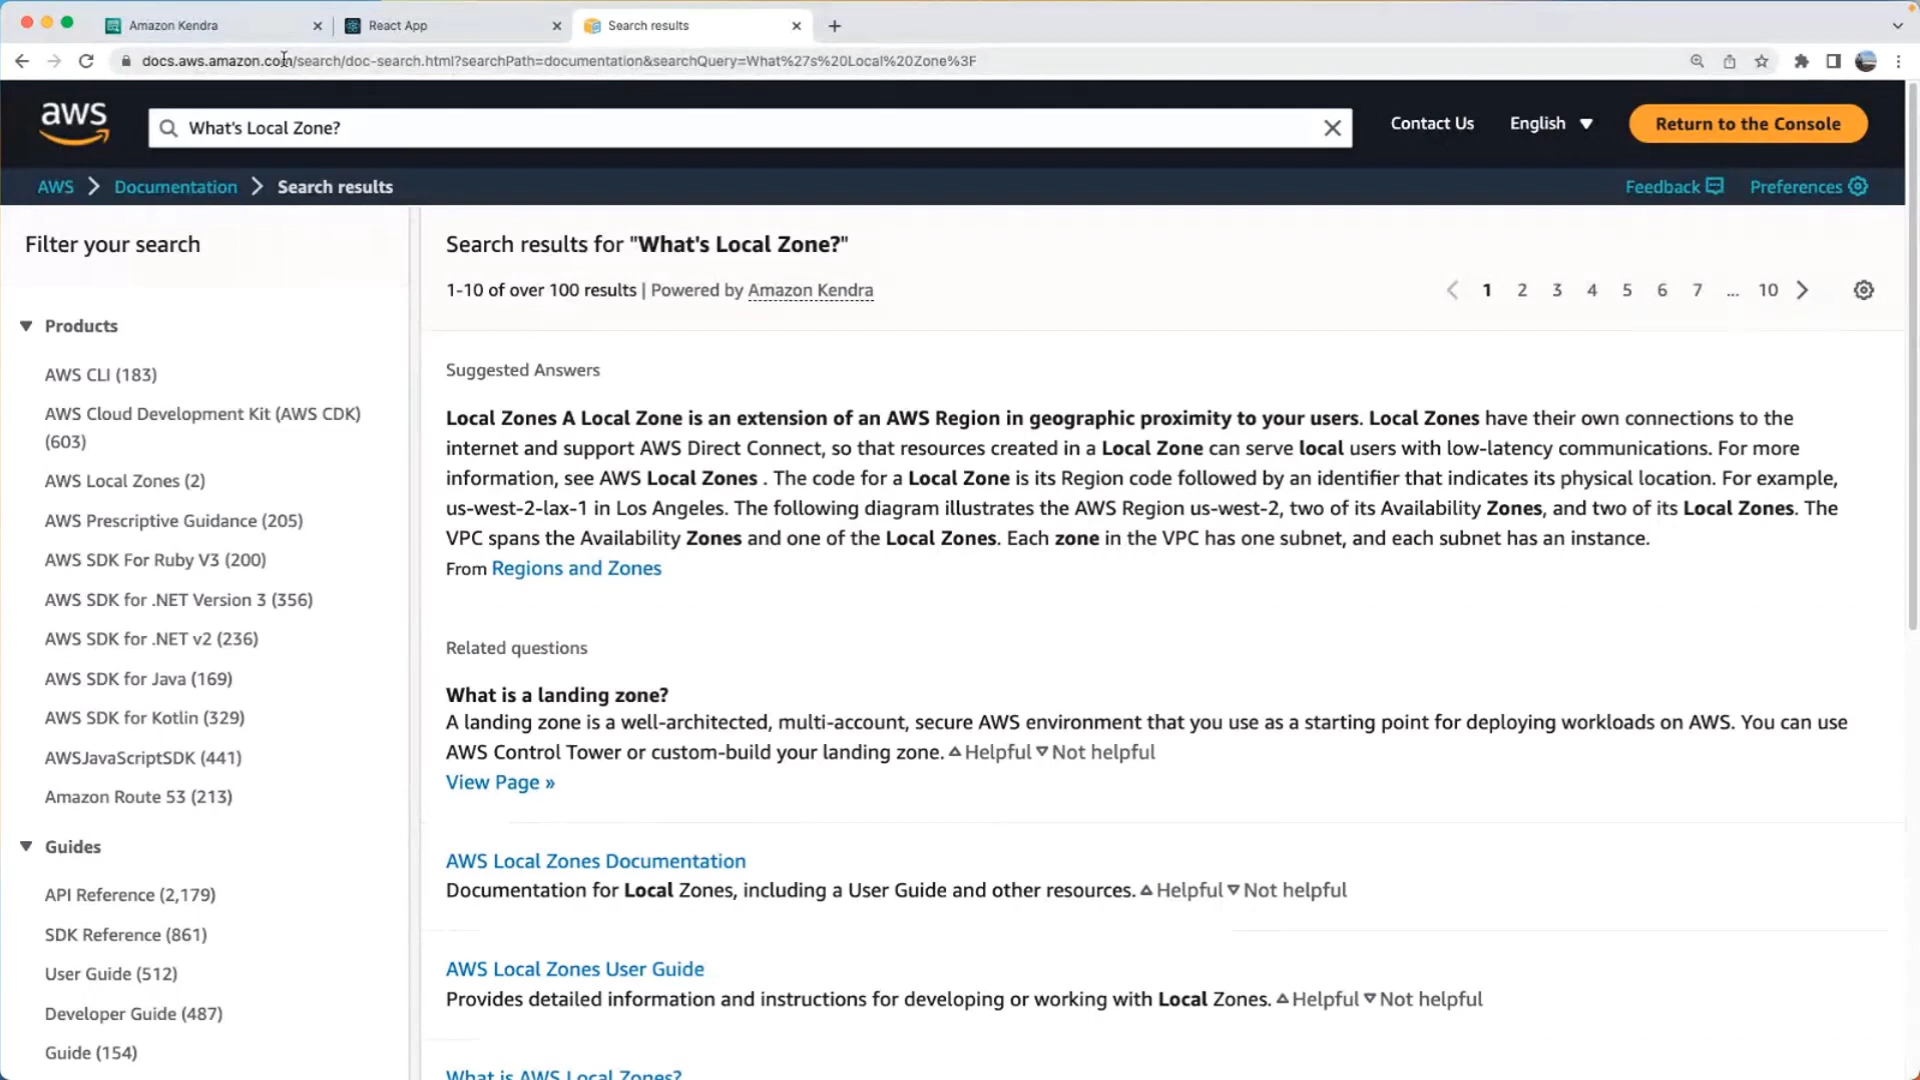 Amazon Kendra
React App
Search results
docs.aws.amazon.com/search/doc-search.html?searchPath=documentation&searchQuery=What%27s%20Local%20Zone%3F
aws
What's Local Zone?
Contact Us
English
Return to the Console
AWS
Documentation
Search results
Feedback
Preferences
Filter your search
Products
AWS CLI (183)
AWS Cloud Development Kit (AWS CDK)
(603)
AWS Local Zones (2)
AWS Prescriptive Guidance (205)
AWS SDK For Ruby V3 (200)
AWS SDK for .NET Version 3 (356)
AWS SDK for .NET v2 (236)
AWS SDK for Java (169)
AWS SDK for Kotlin (329)
AWSJavaScriptSDK (441)
Amazon Route 53 (213)
Guides
API Reference (2,179)
SDK Reference (861)
User Guide (512)
Developer Guide (487)
Guide (154)
Search results for "What's Local Zone?"
1-10 of over 100 results | Powered by Amazon Kendra
1 2 3 4 5 6 7 ... 10
Suggested Answers
Local Zones A Local Zone is an extension of an AWS Region in geographic proximity to your users. Local Zones have their own connections to the
internet and support AWS Direct Connect, so that resources created in a Local Zone can serve local users with low-latency communications. For more
information, see AWS Local Zones . The code for a Local Zone is its Region code followed by an identifier that indicates its physical location. For example,
us-west-2-lax-1 in Los Angeles. The following diagram illustrates the AWS Region us-west-2, two of its Availability Zones, and two of its Local Zones. The
VPC spans the Availability Zones and one of the Local Zones. Each zone in the VPC has one subnet, and each subnet has an instance.
From Regions and Zones
Related questions
What is a landing zone?
A landing zone is a well-architected, multi-account, secure AWS environment that you use as a starting point for deploying workloads on AWS. You can use
AWS Control Tower or custom-build your landing zone. Helpful Not helpful
View Page »
AWS Local Zones Documentation
Documentation for Local Zones, including a User Guide and other resources. Helpful Not helpful
AWS Local Zones User Guide
Provides detailed information and instructions for developing or working with Local Zones. Helpful Not helpful
What is AWS Local Zones?